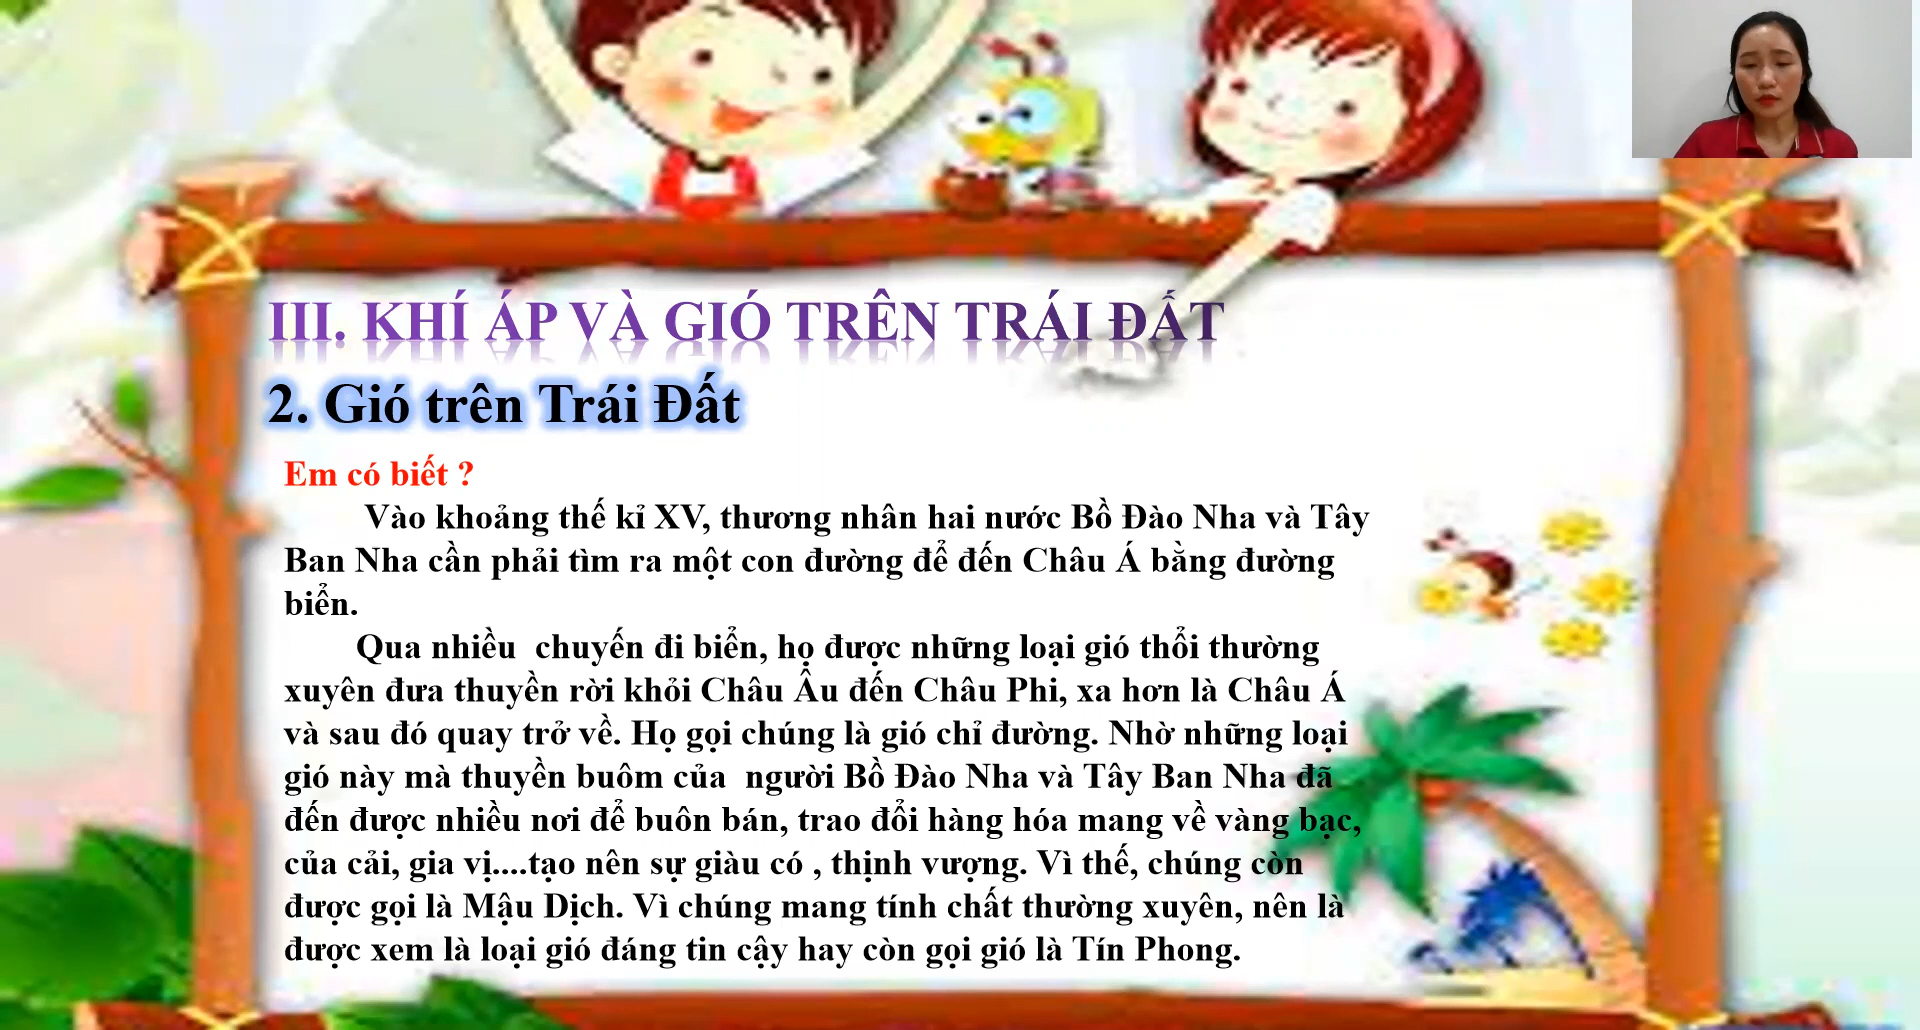 III. KHÍ ÁP VÀ GIÓ TRÊN TRÁI ĐẤT
2. Gió trên Trái Đất
Em có biết ?
Vào khoảng thế kỉ XV, thương nhân hai nước Bồ Đào Nha và Tây
Ban Nha cần phải tìm ra một con đường để đến Châu Á bằng đường
biển.
Qua nhiều chuyến đi biển, họ được những loại gió thổi thường
xuyên đưa thuyền rời khỏi Châu Âu đến Châu Phi, xa hơn là Châu Á
và sau đó quay trở về. Họ gọi chúng là gió chỉ đường. Nhờ những loại
gió này mà thuyền buôm của người Bồ Đào Nha và Tây Ban Nha đã
đến được nhiều nơi để buôn bán, trao đổi hàng hóa mang về vàng bạc,
của cải, gia vị....tạo nên sự giàu có , thịnh vượng. Vì thế, chúng còn
được gọi là Mậu Dịch. Vì chúng mang tính chất thường xuyên, nên là
được xem là loại gió đáng tin cậy hay còn gọi gió là Tín Phong.